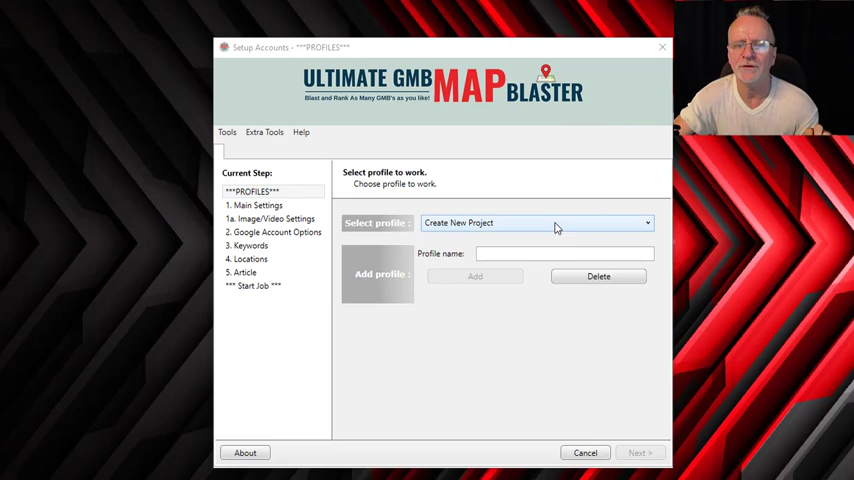 Setup Accounts - ***PROFILES***
ULTIMATE GMB MAP BLASTER
Blast and Rank As Many GMB's as you like!
Tools Extra Tools Help
Current Step:
***PROFILES***
1. Main Settings
1a. Image/Video Settings
2. Google Account Options
3. Keywords
4. Locations
5. Article
*** Start Job ***
Select profile to work.
Choose profile to work.
Select profile : Create New Project
Profile name:
Add profile :
Add Delete
About Cancel Next >